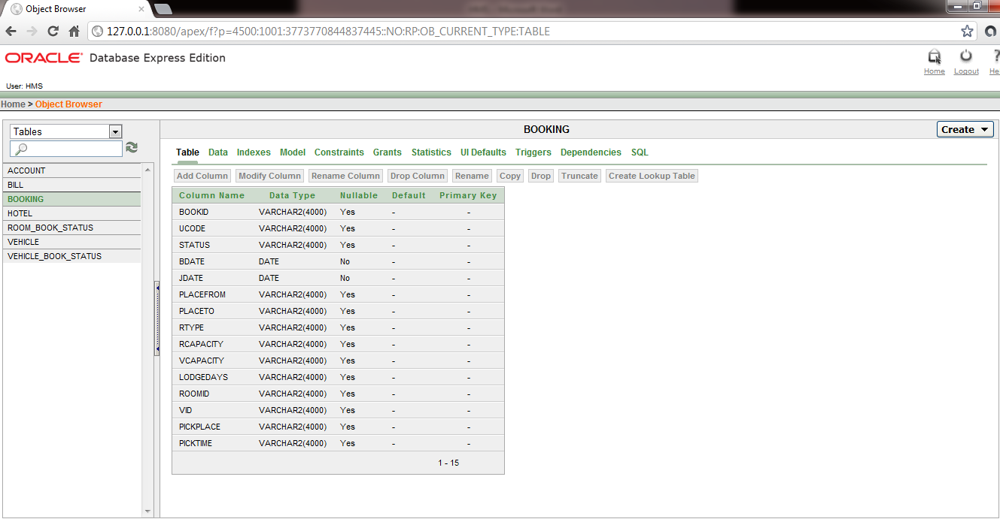 Object Browser
127.0.0.1:8080/apex/f?p=4500:1001:3773770844837445::NO:RP:OB_CURRENT_TYPE:TABLE
ORACLE® Database Express Edition
Home Logout
User: HMS
Home > Object Browser
Tables
BOOKING
Create
Table Data Indexes Model Constraints Grants Statistics UI Defaults Triggers Dependencies SQL
Add Column Modify Column Rename Column Drop Column Rename Copy Drop Truncate Create Lookup Table
ACCOUNT
BILL
BOOKING
HOTEL
ROOM_BOOK_STATUS
VEHICLE
VEHICLE_BOOK_STATUS
Column Name Data Type Nullable Default Primary Key
BOOKID VARCHAR2(4000) Yes - -
UCODE VARCHAR2(4000) Yes - -
STATUS VARCHAR2(4000) Yes - -
BDATE DATE No - -
JDATE DATE No - -
PLACEFROM VARCHAR2(4000) Yes - -
PLACETO VARCHAR2(4000) Yes - -
RTYPE VARCHAR2(4000) Yes - -
RCAPACITY VARCHAR2(4000) Yes - -
VCAPACITY VARCHAR2(4000) Yes - -
LODGEDAYS VARCHAR2(4000) Yes - -
ROOMID VARCHAR2(4000) Yes - -
VID VARCHAR2(4000) Yes - -
PICKPLACE VARCHAR2(4000) Yes - -
PICKTIME VARCHAR2(4000) Yes - -
1 - 15